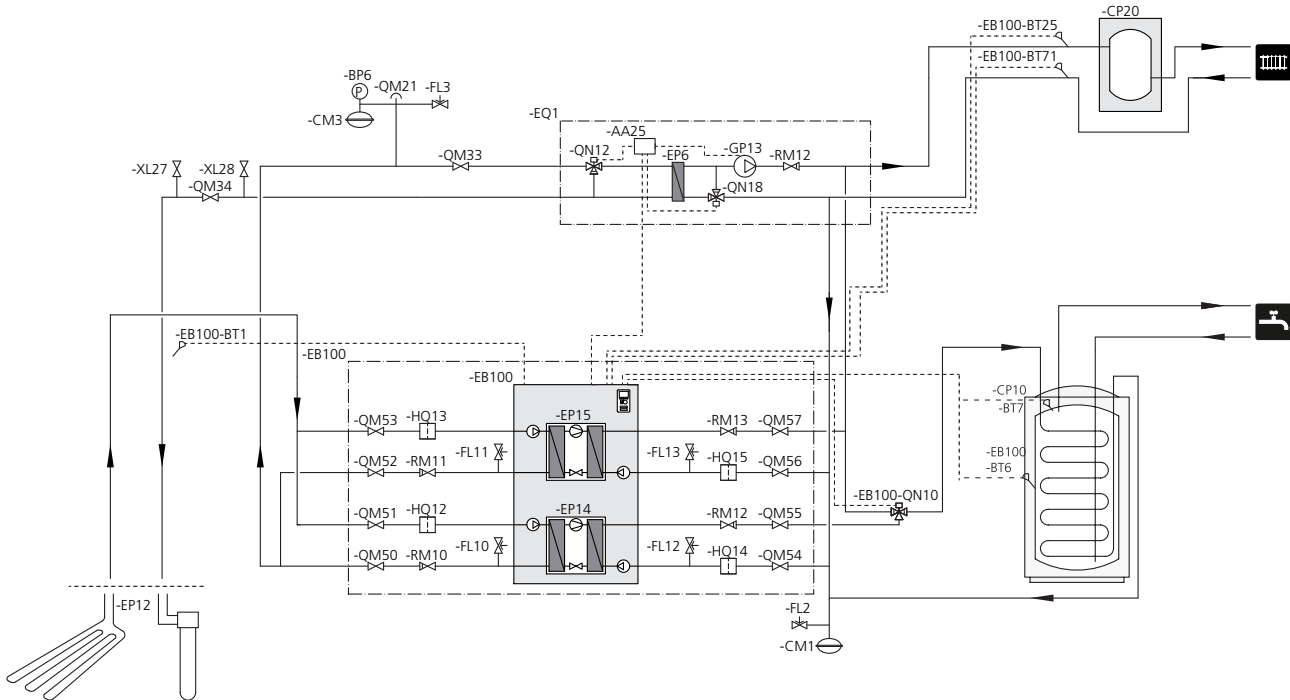 -CP20
-EB100-BT25
-EB100-BT71
-BP6
-QM21
-FL3
P
-CM3
-EQ1
-AA25
-QN12
-GP13
-QM33
-EP6
-RM12
-XL27
-XL28
-QM34
-QN18
-EB100-BT1
-EB100
-EB100
-CP10
-BT7
-QM53
-HQ13
-EP15
-RM13
-QM57
-FL11
-FL13
-QM52
-RM11
-HQ15
-QM56
-EB100
-BT6
-EB100-QN10
-QM51
-HQ12
-EP14
-RM12
-QM55
-FL10
-FL12
-QM50
-RM10
-HQ14
-QM54
-EP12
-FL2
-CM1